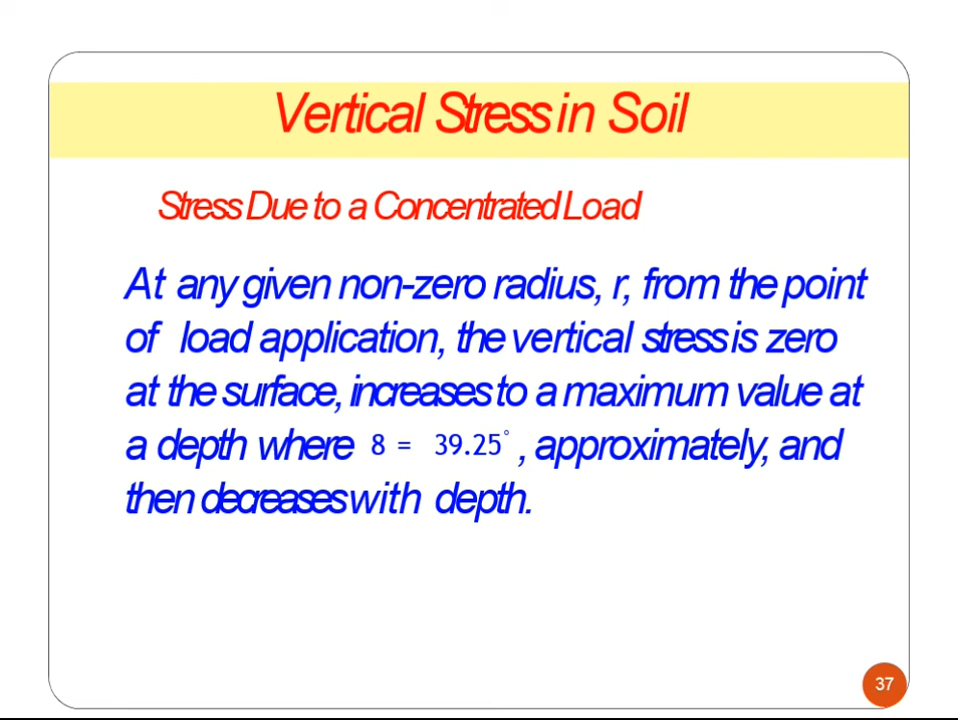 Vertical Stress in Soil
Stress Due to a Concentrated Load
At any given non-zero radius, r, from the point
of load application, the vertical stress is zero
at the surface, increases to a maximum value at
a depth where 8 = 39.25° , approximately, and
then decreases with depth.
37